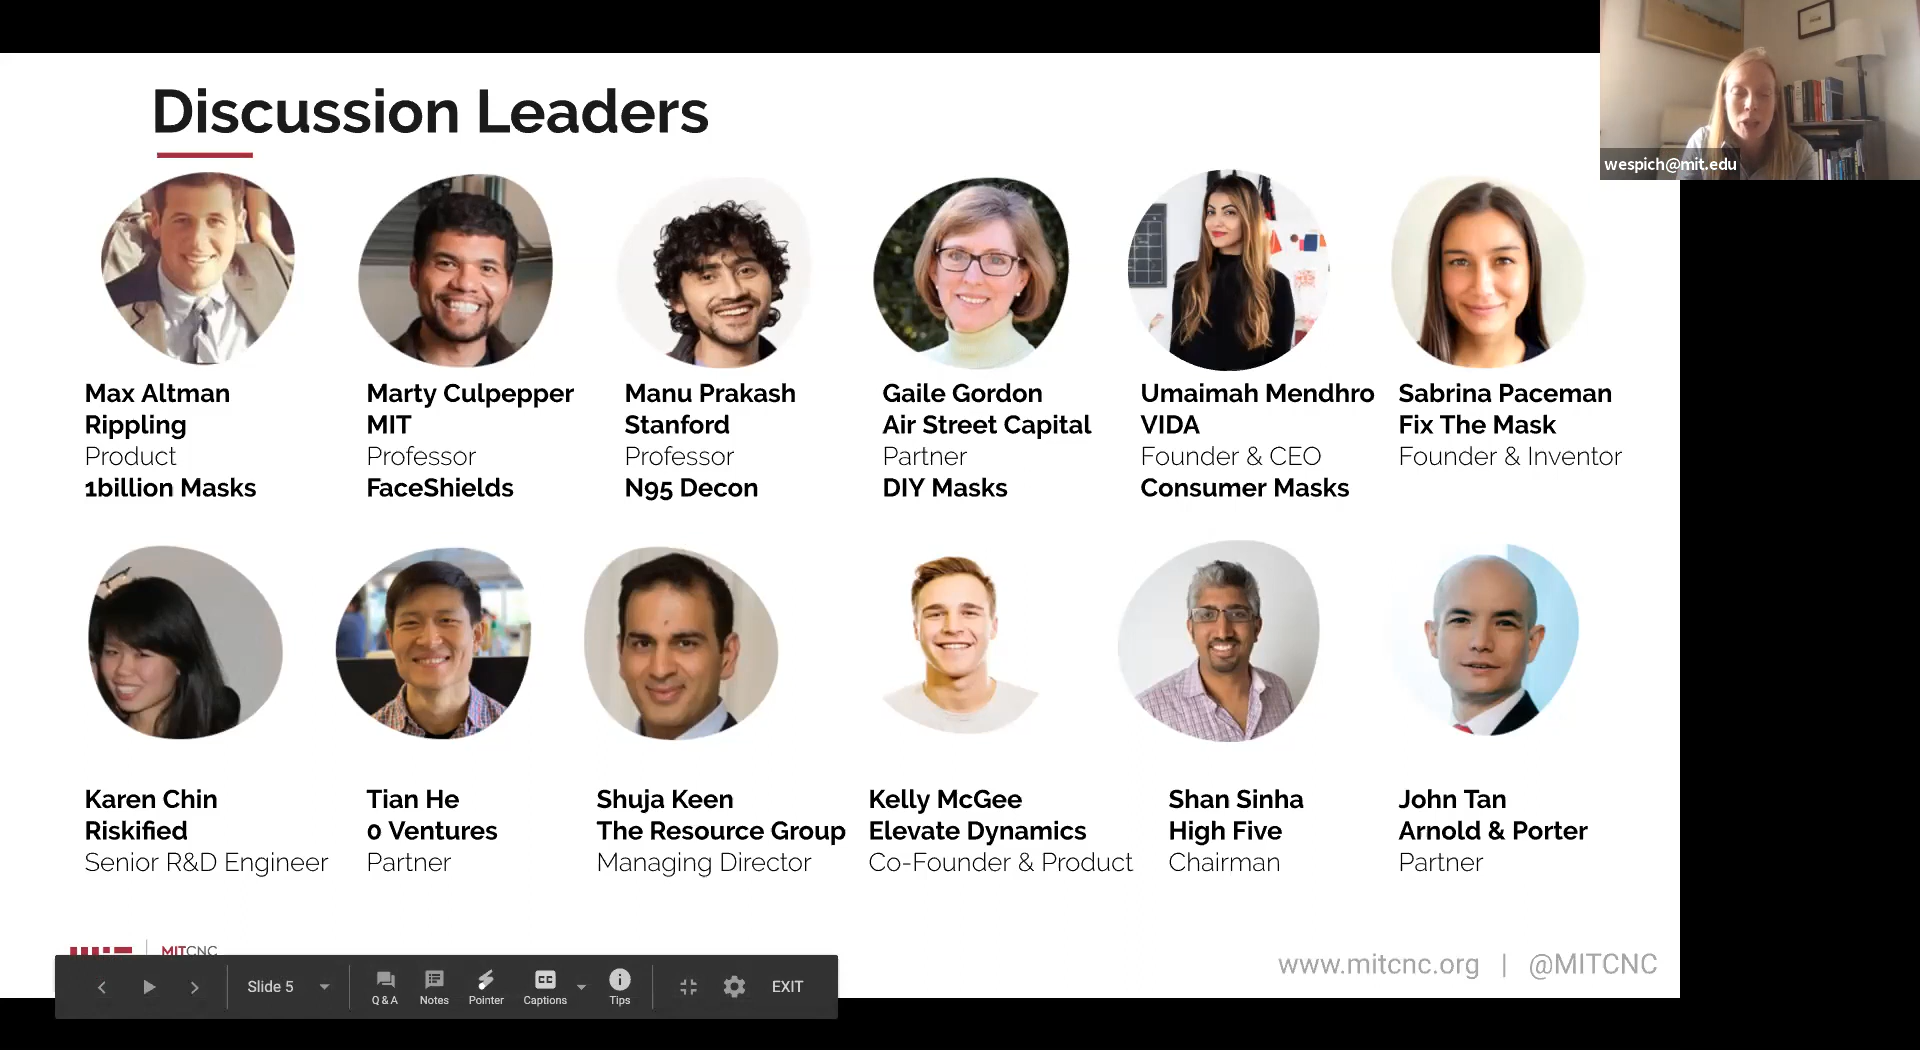 Discussion Leaders
wespich@mit.edu
Max Altman
Rippling
Product
1billion Masks
Marty Culpepper
MIT
Professor
FaceShields
Manu Prakash
Stanford
Professor
N95 Decon
Gaile Gordon
Air Street Capital
Partner
DIY Masks
Umaimah Mendhro
VIDA
Founder & CEO
Consumer Masks
Sabrina Paceman
Fix The Mask
Founder & Inventor
Karen Chin
Riskified
Senior R&D Engineer
Tian He
0 Ventures
Partner
Shuja Keen
The Resource Group
Managing Director
Kelly McGee
Elevate Dynamics
Co-Founder & Product
Shan Sinha
High Five
Chairman
John Tan
Arnold & Porter
Partner
MITCNC
www.mitcnc.org | @MITCNC
Slide 5
Q & A
Notes
Pointer
CC
Captions
Tips
EXIT